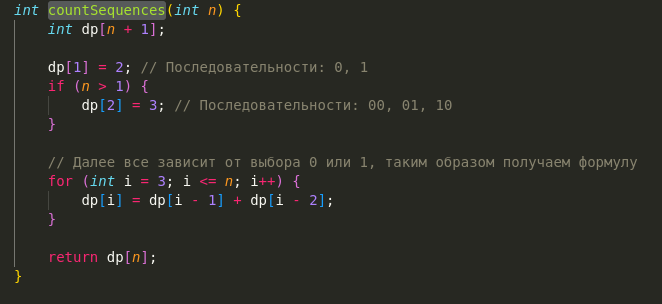 int countSequences(int n) {
int dp[n + 1];
dp[1] = 2; // Последовательности: 0, 1
if (n > 1) {
dp[2] = 3; // Последовательности: 00, 01, 10
}
// Далее все зависит от выбора 0 или 1, таким образом получаем формулу
for (int i = 3; i <= n; i++) {
dp[i] = dp[i - 1] + dp[i - 2];
}
return dp[n];
}